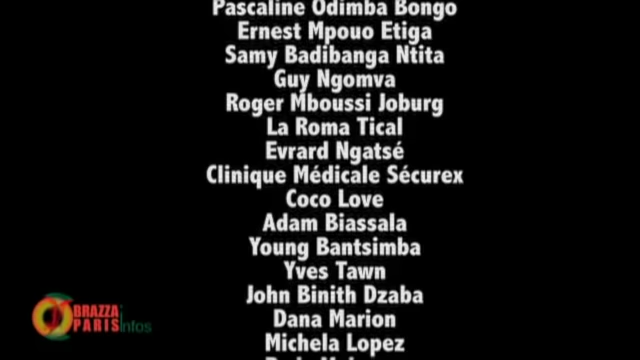 Pascaline Odimba Bongo
Ernest Mpouo Etiga
Samy Badibanga Ntita
Guy Ngomva
Roger Mboussi Joburg
La Roma Tical
Evrard Ngatsé
Clinique Médicale Sécurex
Coco Love
Adam Biassala
Young Bantsimba
Yves Tawn
John Binith Dzaba
Dana Marion
Michela Lopez
BRAZZA
PARIS infos